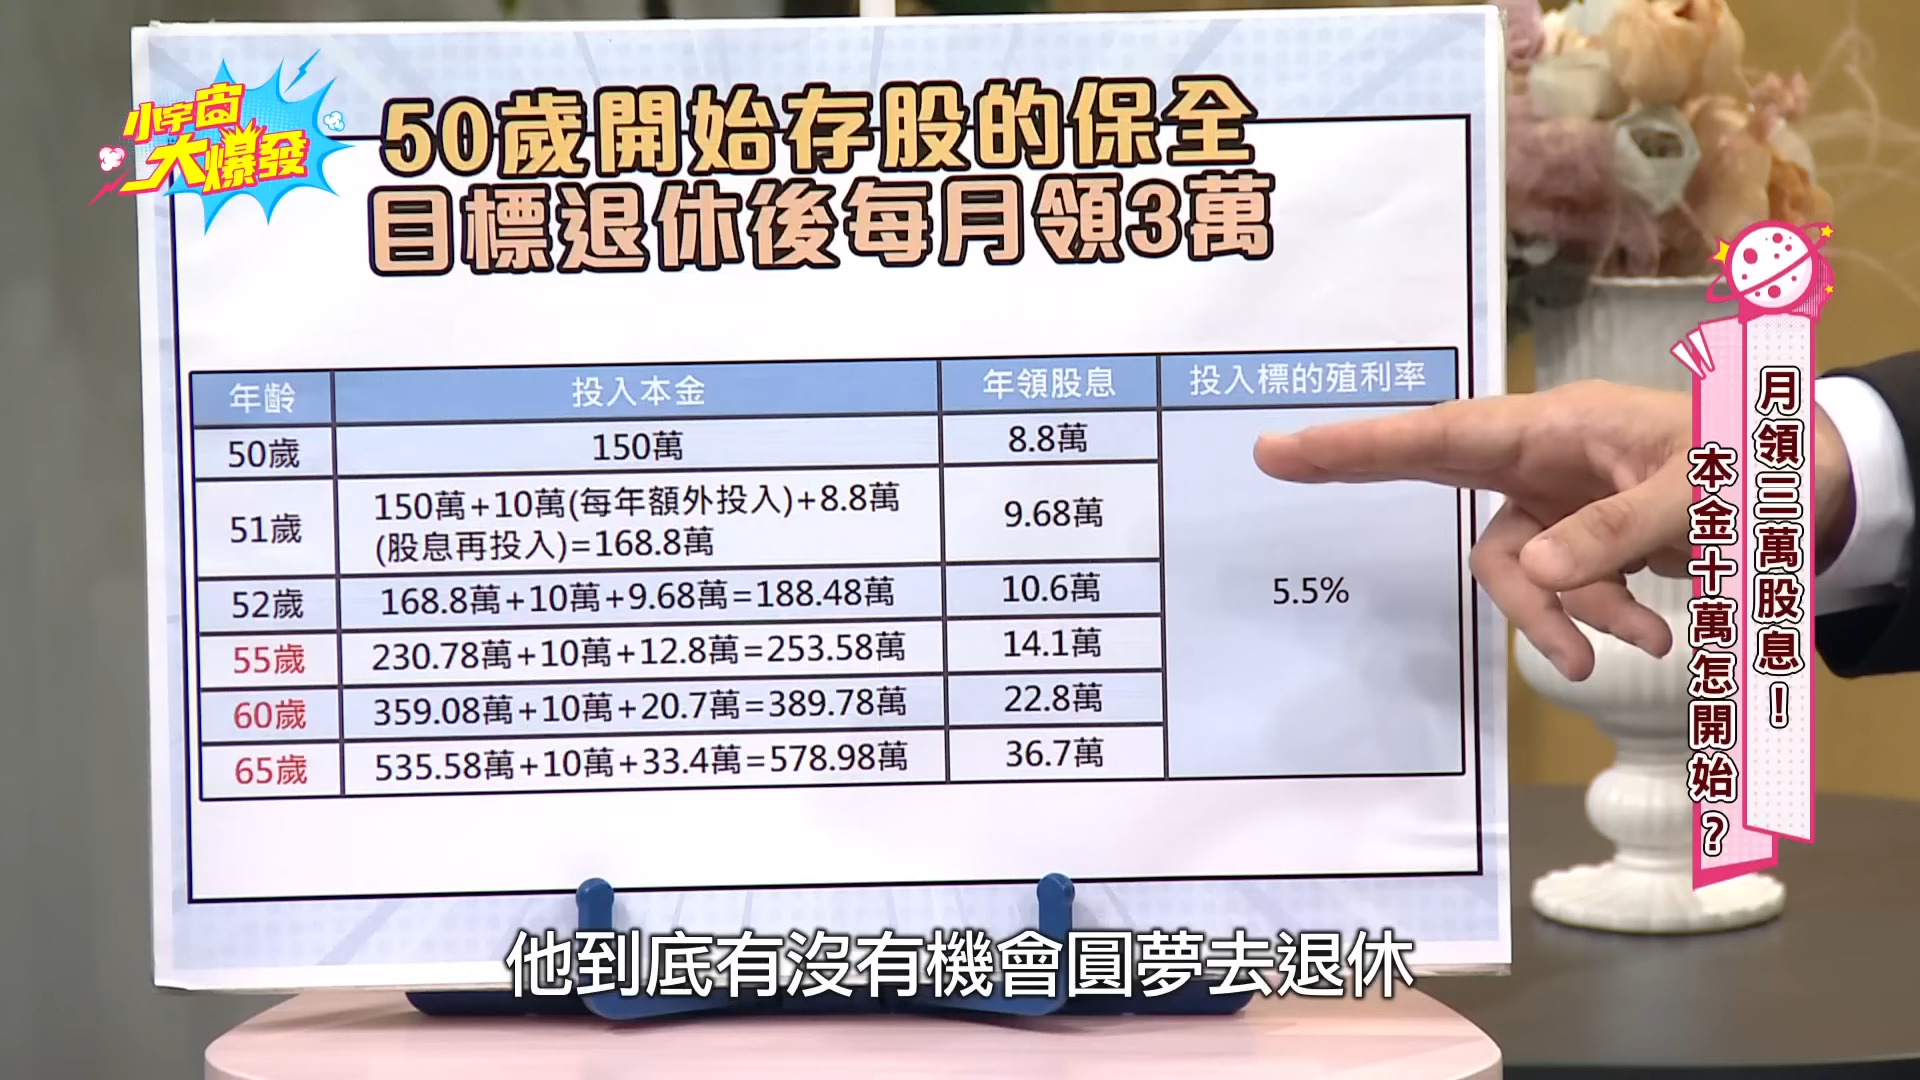 小宇宙
大爆發
50歲開始存股的保全
目標退休後每月領3萬
年齡 投入本金 年領股息 投入標的殖利率
50歲 150萬 8.8萬
51歲 150萬+10萬(每年額外投入)+8.8萬
(股息再投入)=168.8萬 9.68萬
52歲 168.8萬+10萬+9.68萬=188.48萬 10.6萬 5.5%
55歲 230.78萬+10萬+12.8萬=253.58萬 14.1萬
60歲 359.08萬+10萬+20.7萬=389.78萬 22.8萬
65歲 535.58萬+10萬+33.4萬=578.98萬 36.7萬
月領三萬股息！
本金十萬怎開始？
他到底有沒有機會圓夢去退休